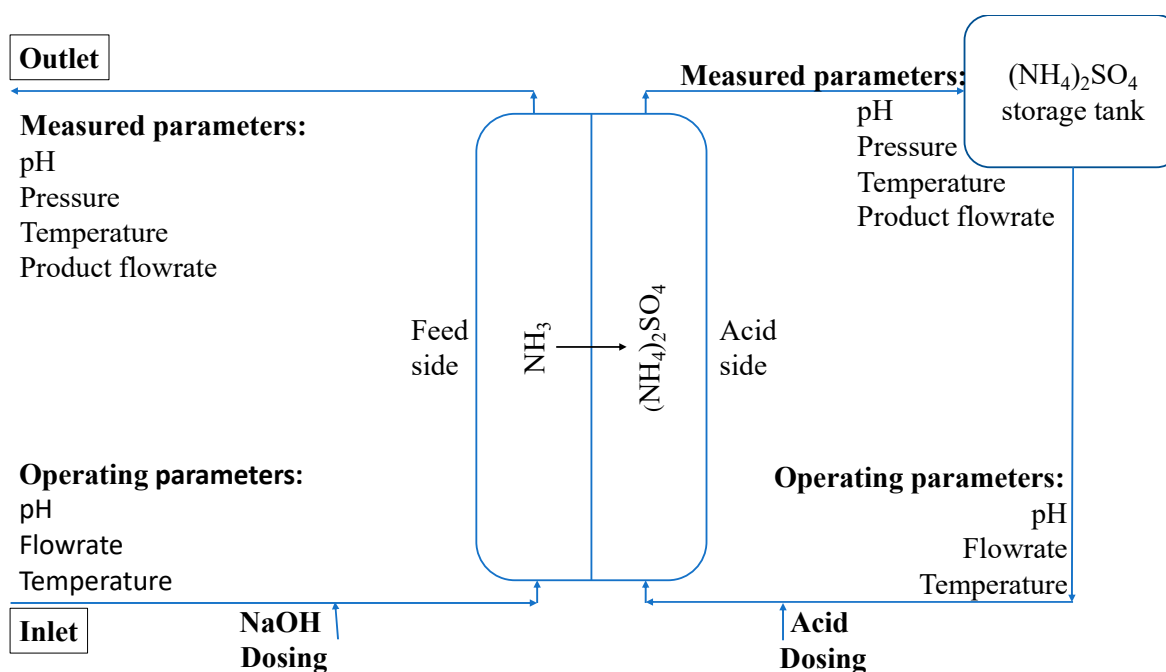 Outlet
Measured parameters:
pH
Pressure
Temperature
Product flowrate
Measured parameters:
pH
Pressure
Temperature
Product flowrate
(NH₄)₂SO₄
storage tank
Feed
side
NH₃
(NH₄)₂SO₄
Acid
side
Operating parameters:
pH
Flowrate
Temperature
Operating parameters:
pH
Flowrate
Temperature
Inlet
NaOH
Dosing
Acid
Dosing